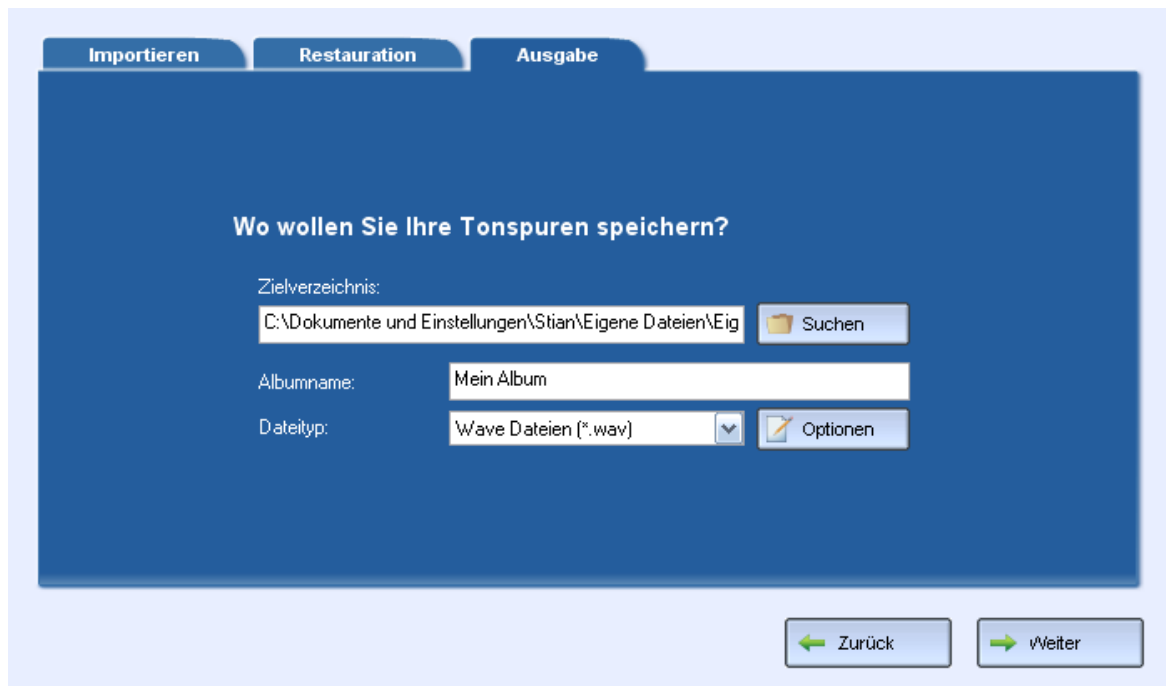 Importieren Restauration Ausgabe
Wo wollen Sie Ihre Tonspuren speichern?
Zielverzeichnis:
C:\Dokumente und Einstellungen\Stian\Eigene Dateien\Eig Suchen
Albumname: Mein Album
Dateityp: Wave Dateien (*.wav) Optionen
Zurück Weiter